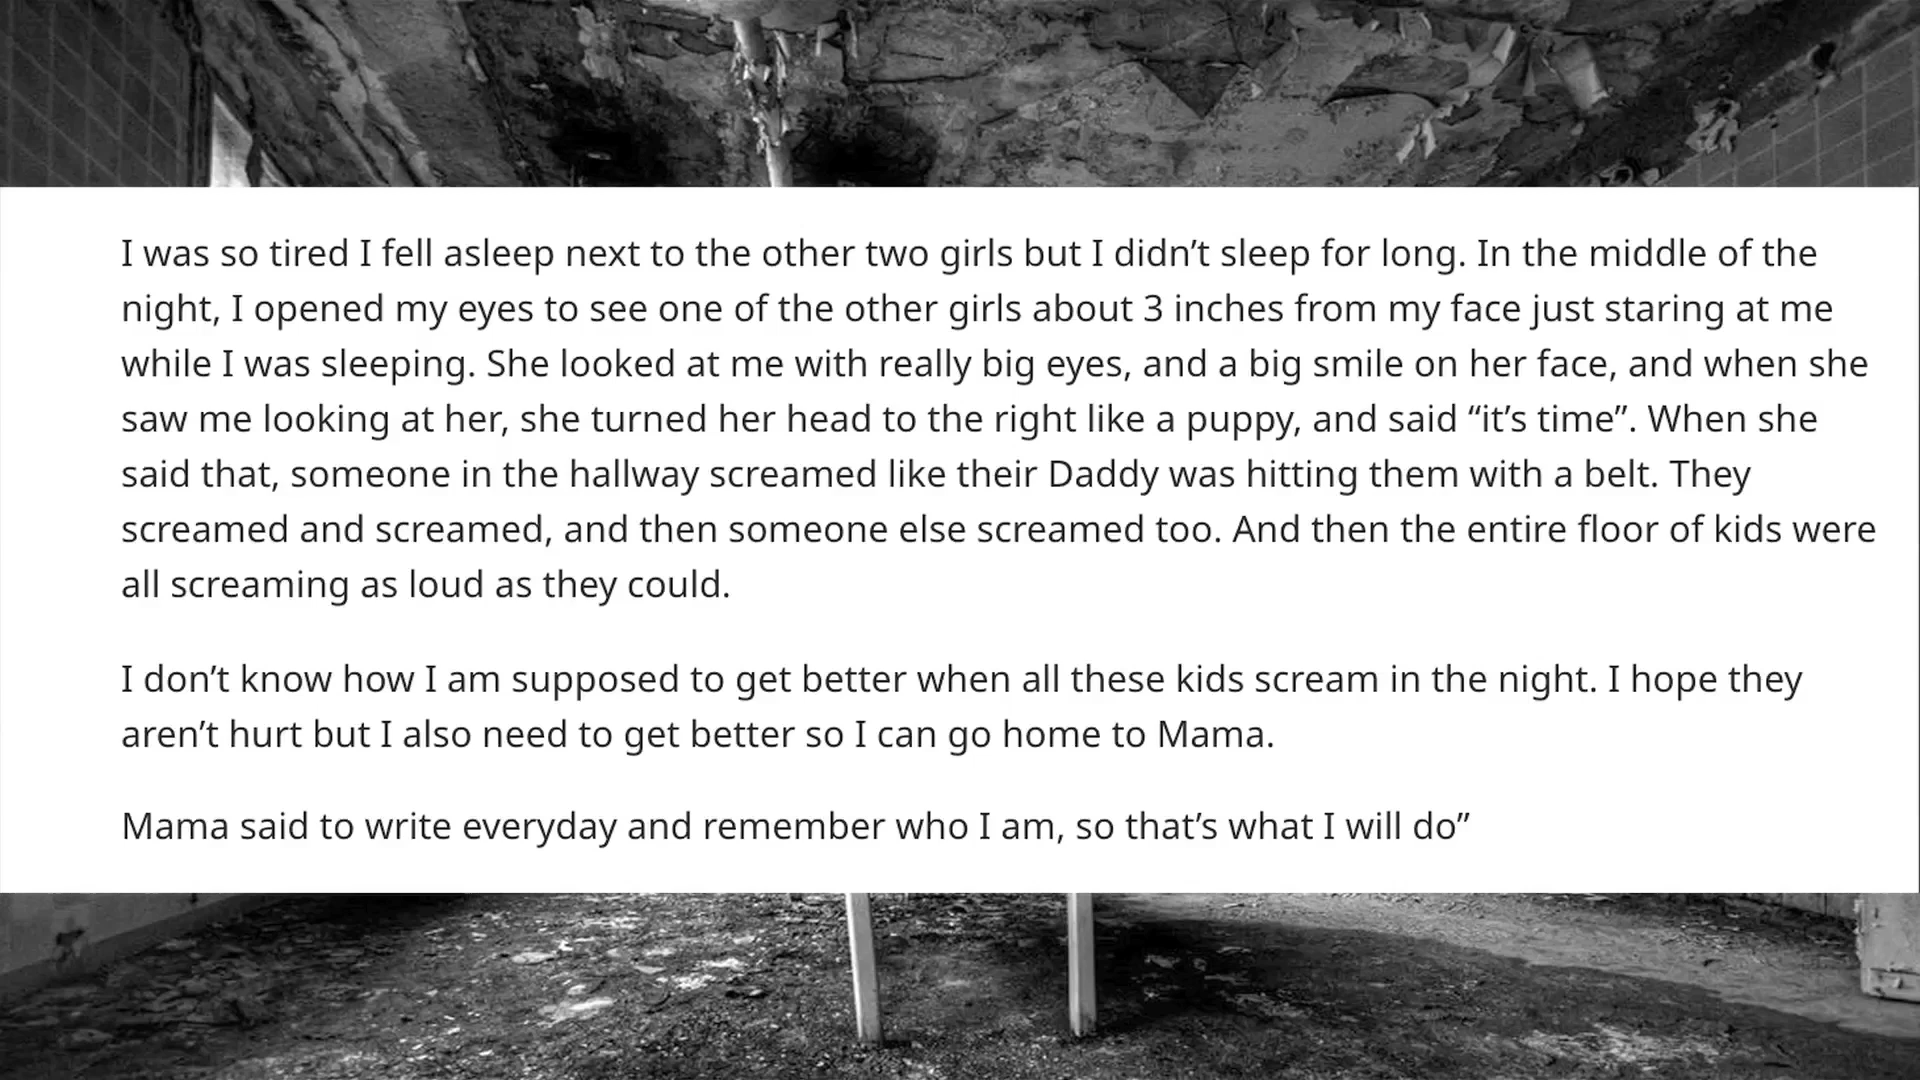 I was so tired I fell asleep next to the other two girls but I didn’t sleep for long. In the middle of the
night, I opened my eyes to see one of the other girls about 3 inches from my face just staring at me
while I was sleeping. She looked at me with really big eyes, and a big smile on her face, and when she
saw me looking at her, she turned her head to the right like a puppy, and said “it’s time”. When she
said that, someone in the hallway screamed like their Daddy was hitting them with a belt. They
screamed and screamed, and then someone else screamed too. And then the entire floor of kids were
all screaming as loud as they could.
I don’t know how I am supposed to get better when all these kids scream in the night. I hope they
aren’t hurt but I also need to get better so I can go home to Mama.
Mama said to write everyday and remember who I am, so that’s what I will do”